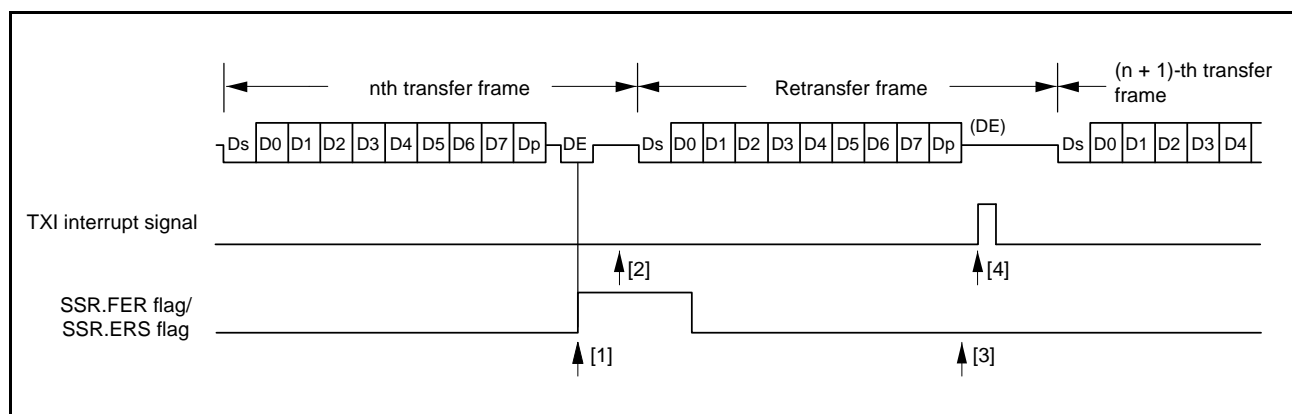 nth transfer frame
Retransfer frame
(n + 1)-th transfer
frame
(DE)
Ds D0 D1 D2 D3 D4 D5 D6 D7 Dp DE Ds D0 D1 D2 D3 D4 D5 D6 D7 Dp Ds D0 D1 D2 D3 D4
TXI interrupt signal
[2] [4]
SSR.FER flag/
SSR.ERS flag
[1] [3]